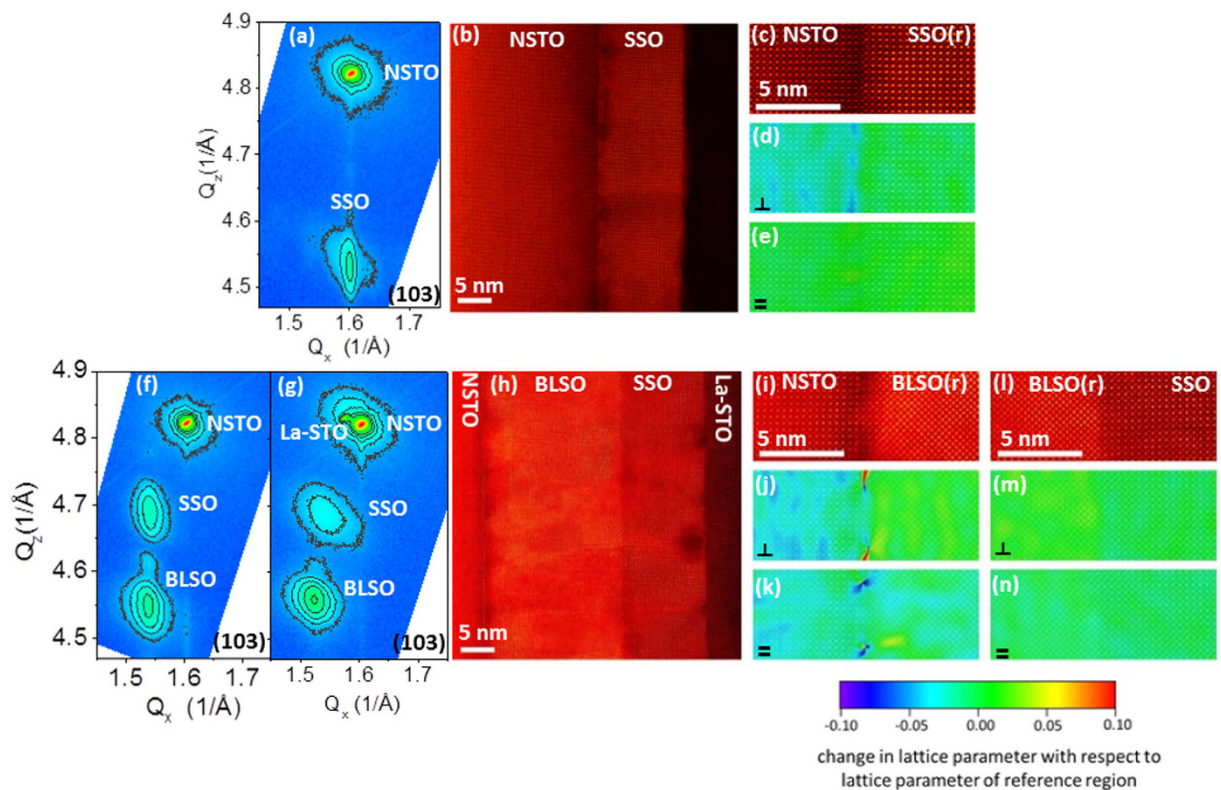 (a)
4.9
4.8
4.7
4.6
4.5
Q_z (1/Å)
NSTO
SSO
(103)
1.5 1.6 1.7
Q_x (1/Å)
(b) NSTO SSO
5 nm
(c) NSTO SSO(r)
5 nm
(d)
⊥
(e)
=
(f)
4.9
4.8
4.7
4.6
4.5
Q_z (1/Å)
NSTO
SSO
BLSO
(103)
1.5 1.6 1.7
Q_x (1/Å)
(g)
La-STO NSTO
SSO
BLSO
(103)
1.5 1.6 1.7
Q_x (1/Å)
(h) NSTO BLSO SSO La-STO
5 nm
(i) NSTO BLSO(r)
5 nm
(j)
⊥
(k)
=
(l) BLSO(r) SSO
5 nm
(m)
⊥
(n)
=
-0.10 -0.05 0.00 0.05 0.10
change in lattice parameter with respect to
lattice parameter of reference region